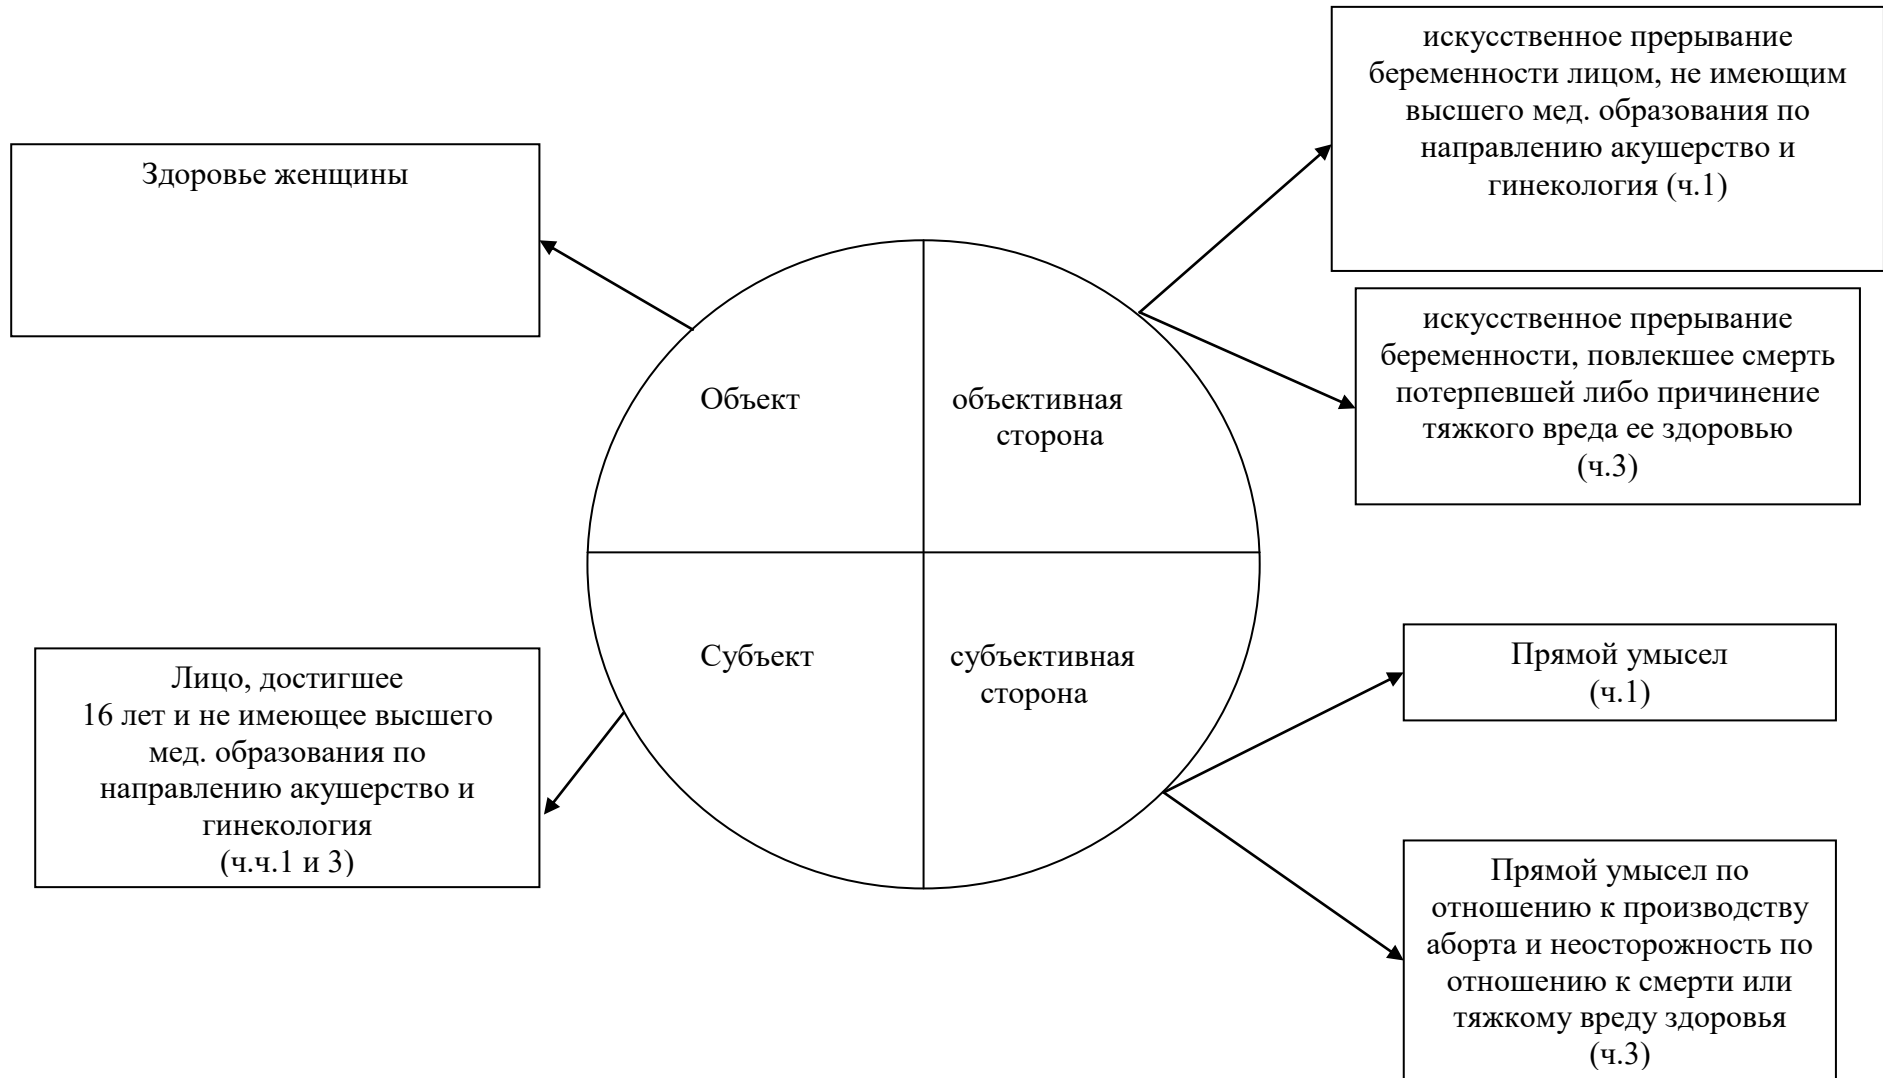 искусственное прерывание
беременности лицом, не имеющим
высшего мед. образования по
направлению акушерство и
гинекология (ч.1)
Здоровье женщины
искусственное прерывание
беременности, повлекшее смерть
потерпевшей либо причинение
тяжкого вреда ее здоровью
(ч.3)
Объект
объективная
сторона
Субъект
субъективная
сторона
Прямой умысел
(ч.1)
Лицо, достигшее
16 лет и не имеющее высшего
мед. образования по
направлению акушерство и
гинекология
(ч.ч.1 и 3)
Прямой умысел по
отношению к производству
аборта и неосторожность по
отношению к смерти или
тяжкому вреду здоровья
(ч.3)